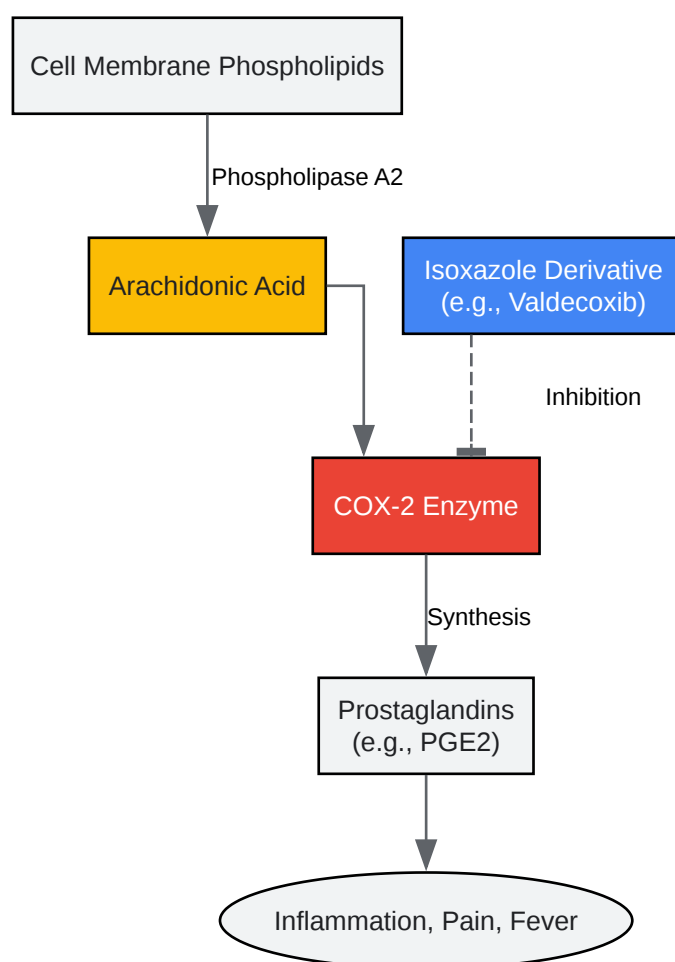 Cell Membrane Phospholipids
Phospholipase A2
Arachidonic Acid
Isoxazole Derivative
(e.g., Valdecoxib)
Inhibition
COX-2 Enzyme
Synthesis
Prostaglandins
(e.g., PGE2)
Inflammation, Pain, Fever